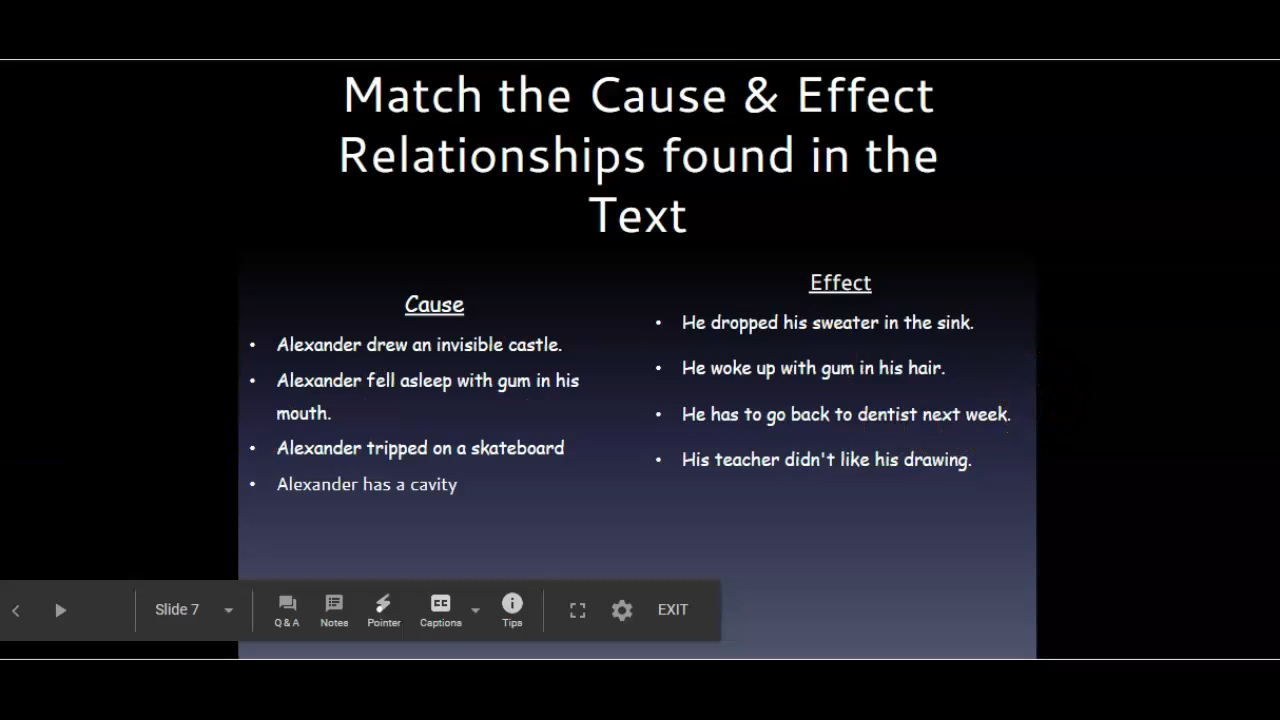 Match the Cause & Effect
Relationships found in the
Text
Cause
Alexander drew an invisible castle.
Alexander fell asleep with gum in his
mouth.
Alexander tripped on a skateboard
Alexander has a cavity
Effect
He dropped his sweater in the sink.
He woke up with gum in his hair.
He has to go back to dentist next week.
His teacher didn't like his drawing.
Slide 7
Q & A
Notes
Pointer
CC
Captions
Tips
EXIT